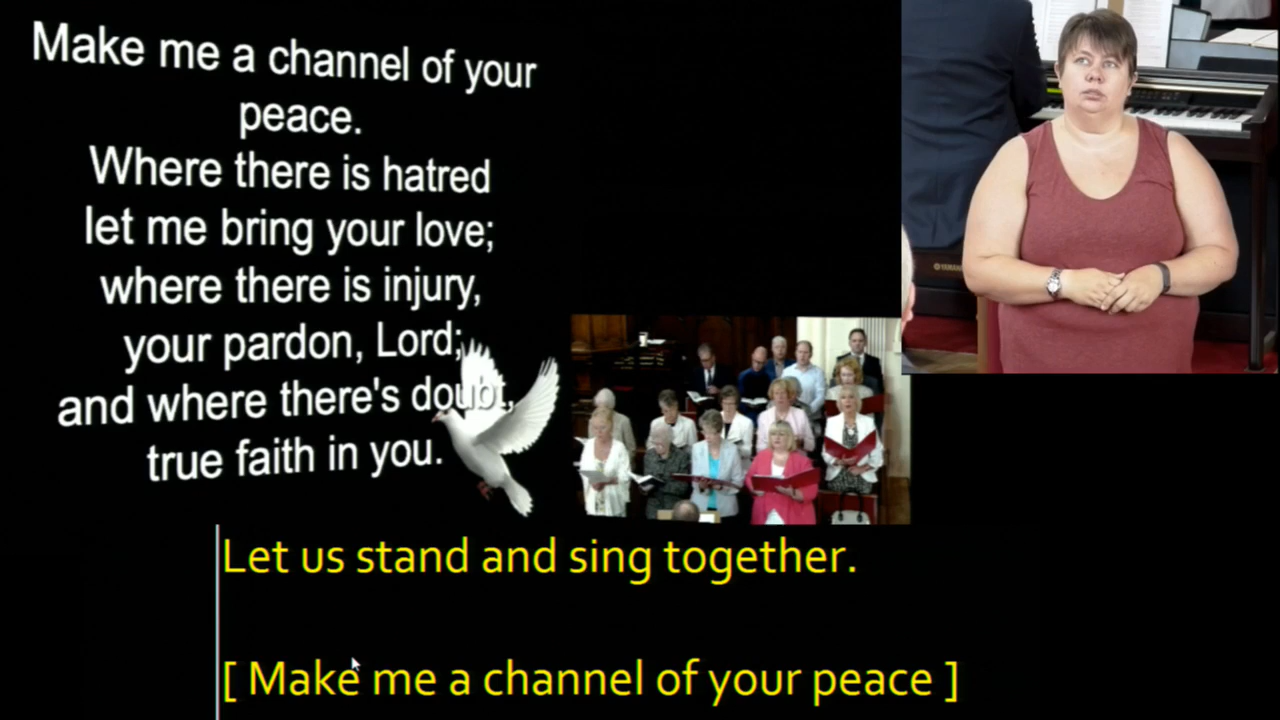 Make me a channel of your
peace.
Where there is hatred
let me bring your love;
where there is injury,
your pardon, Lord;
and where there's doubt,
true faith in you.
YAMAHA
Let us stand and sing together.
[ Make me a channel of your peace ]